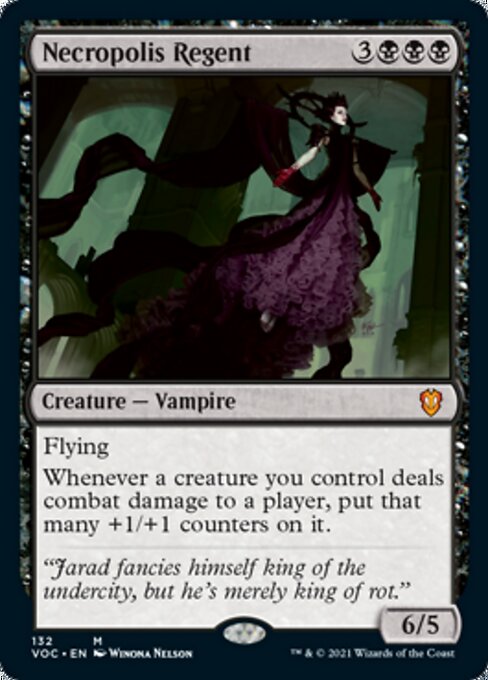 Necropolis Regent 3
Creature — Vampire
Flying
Whenever a creature you control deals
combat damage to a player, put that
many +1/+1 counters on it.
“Jarad fancies himself king of the
undercity, but he’s merely king of rot.”
6/5
132 M
VOC • EN Winona Nelson
™ & © 2021 Wizards of the Coast